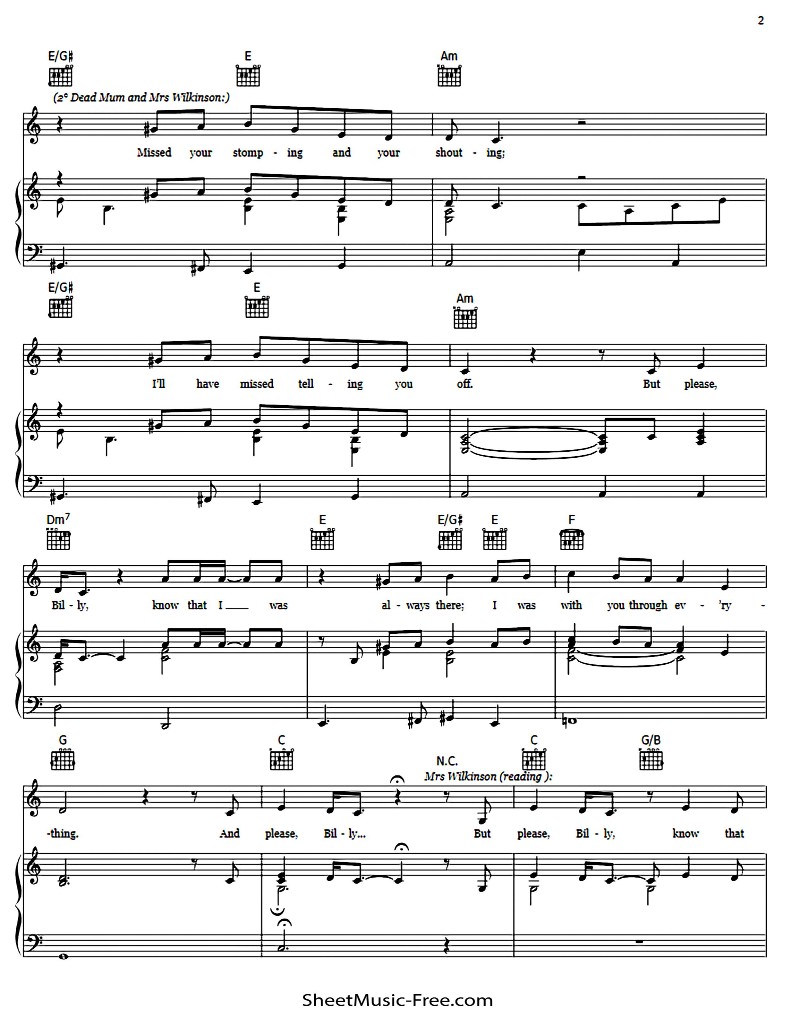 2
E/G♯ E Am
(2° Dead Mum and Mrs Wilkinson:)
Missed your stomp - ing and your shout - ing;
E/G♯ E Am
I'll have missed tell - ing you off. But please,
Dm7 E E/G♯ E F
Bil - ly, know that I was al - ways there; I was with you through ev - 'ry -
G C N.C. C G/B
Mrs Wilkinson (reading ):
-thing. And please, Bil - ly... But please, Bil - ly, know that
SheetMusic-Free.com